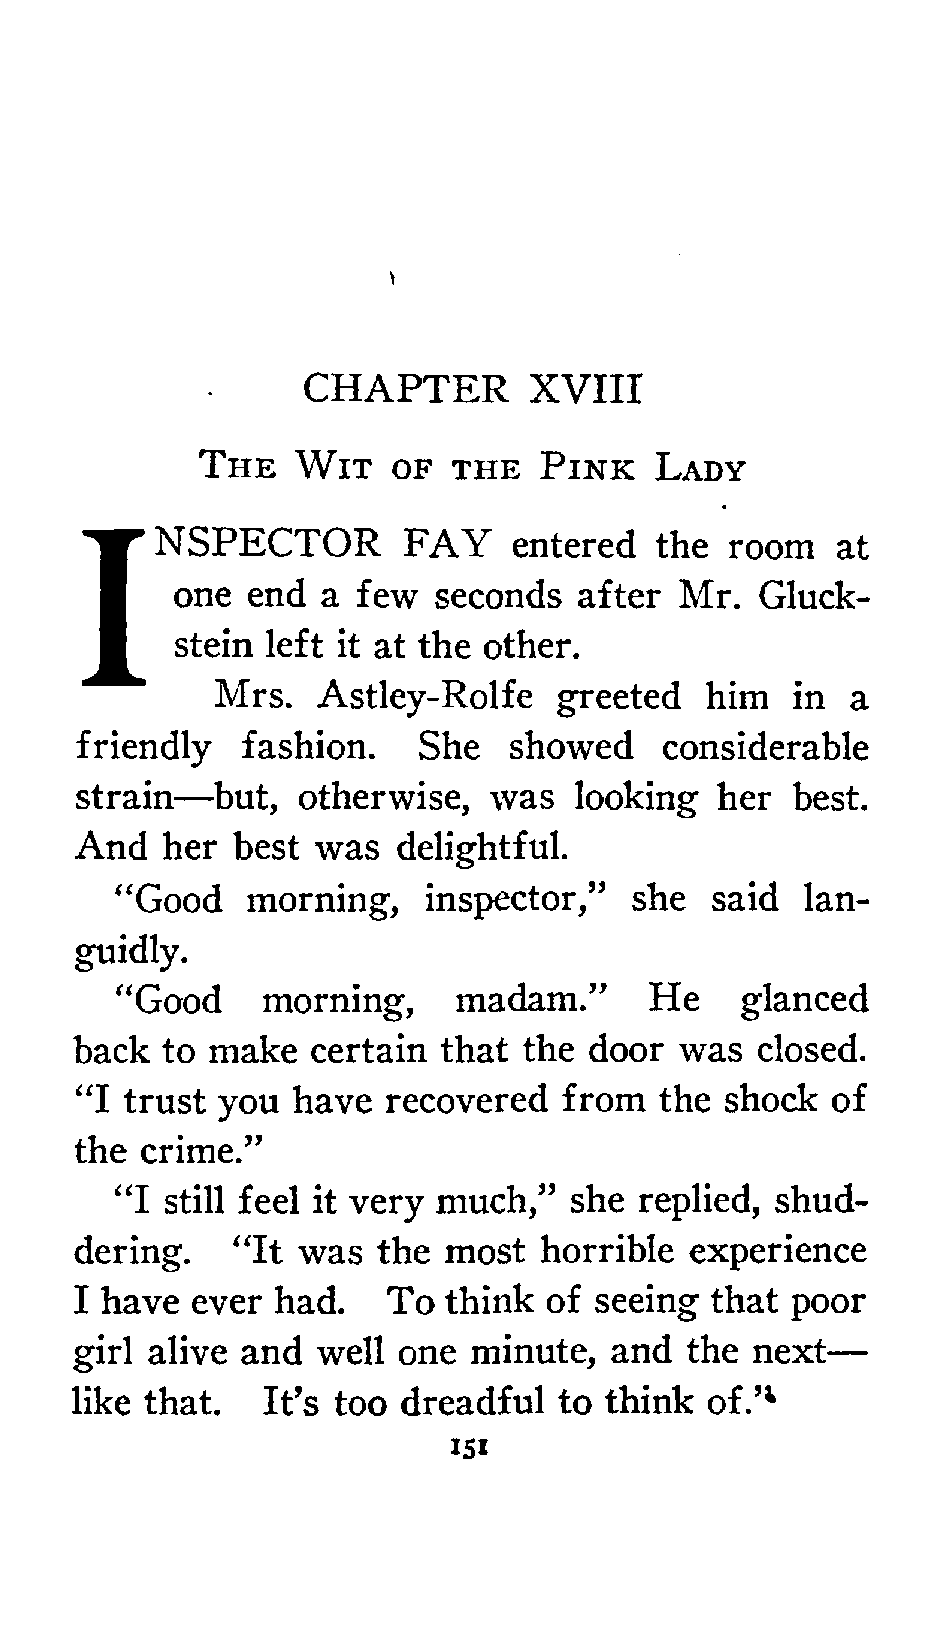 CHAPTER XVIII
THE WIT OF THE PINK LADY
INSPECTOR FAY entered the room at
one end a few seconds after Mr. Gluck-
stein left it at the other.
Mrs. Astley-Rolfe greeted him in a
friendly fashion. She showed considerable
strain—but, otherwise, was looking her best.
And her best was delightful.
“Good morning, inspector,” she said lan-
guidly.
“Good morning, madam.” He glanced
back to make certain that the door was closed.
“I trust you have recovered from the shock of
the crime.”
“I still feel it very much,” she replied, shud-
dering. “It was the most horrible experience
I have ever had. To think of seeing that poor
girl alive and well one minute, and the next—
like that. It’s too dreadful to think of.”
151